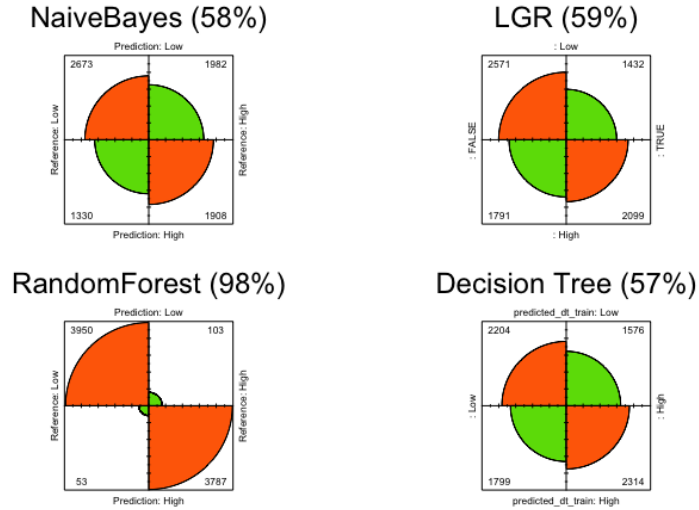 NaiveBayes (58%)
Prediction: Low
2673 1982
Reference: Low
Reference: High
1330 1908
Prediction: High
LGR (59%)
: Low
2571 1432
: FALSE
: TRUE
1791 2099
: High
RandomForest (98%)
Prediction: Low
3950 103
Reference: Low
Reference: High
53 3787
Prediction: High
Decision Tree (57%)
predicted_dt_train: Low
2204 1576
: Low
: High
1799 2314
predicted_dt_train: High